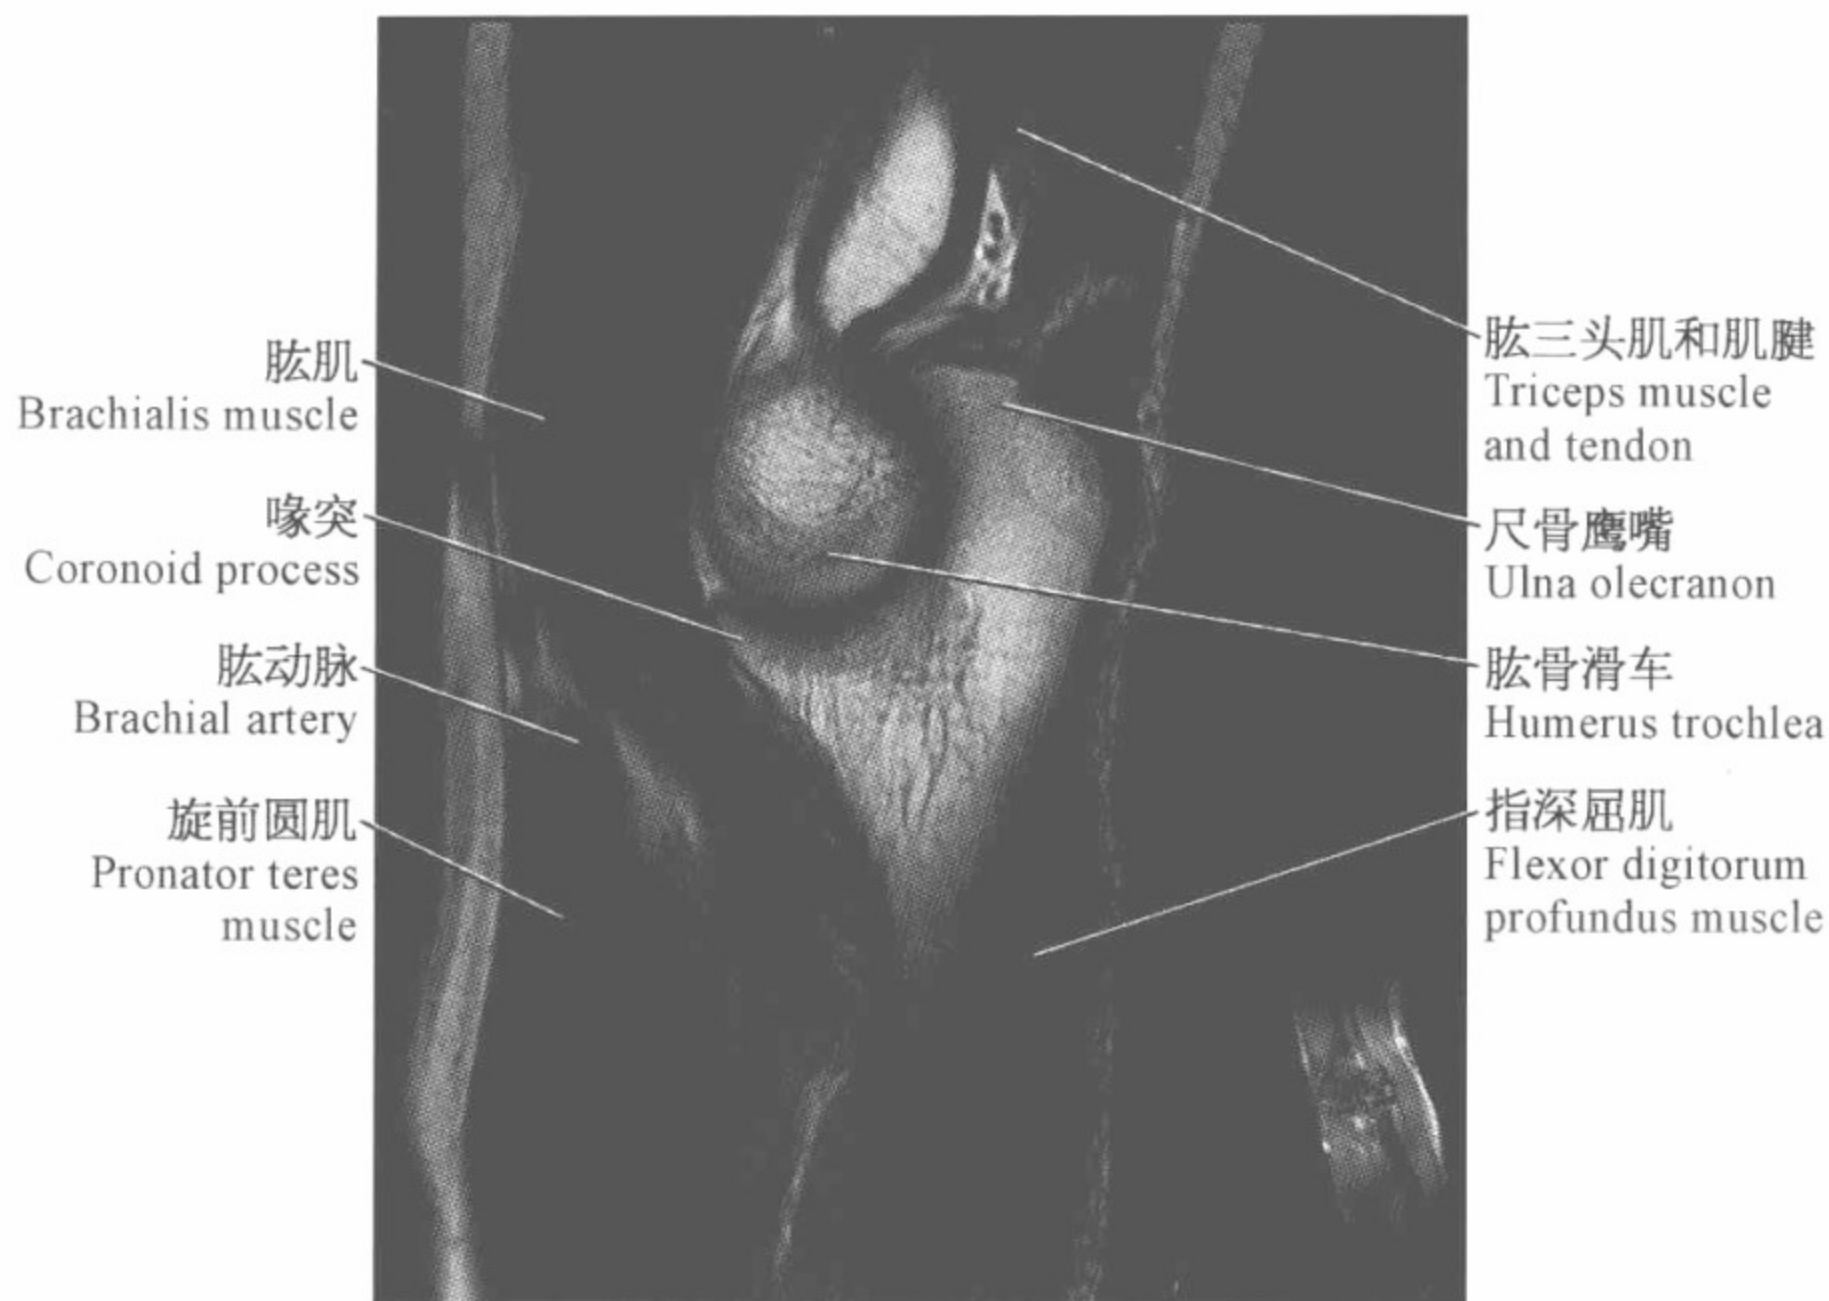 肱肌
Brachialis muscle
喙突
Coronoid process
肱动脉
Brachial artery
旋前圆肌
Pronator teres
muscle
肱三头肌和肌腱
Triceps muscle
and tendon
尺骨鹰嘴
Ulna olecranon
肱骨滑车
Humerus trochlea
指深屈肌
Flexor digitorum
profundus muscle